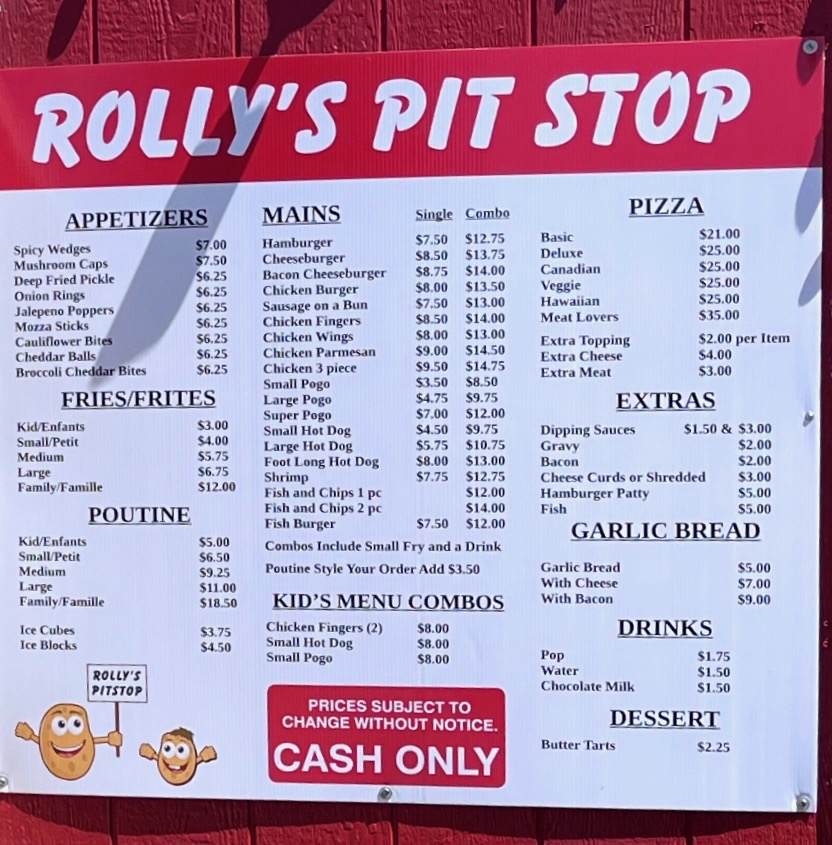 ROLLY'S PIT STOP
APPETIZERS
Spicy Wedges $7.00
Mushroom Caps $7.50
Deep Fried Pickle $6.25
Onion Rings $6.25
Jalepeno Poppers $6.25
Mozza Sticks $6.25
Cauliflower Bites $6.25
Cheddar Balls $6.25
Broccoli Cheddar Bites $6.25
FRIES/FRITES
Kid/Enfants $3.00
Small/Petit $4.00
Medium $5.75
Large $6.75
Family/Famille $12.00
POUTINE
Kid/Enfants $5.00
Small/Petit $6.50
Medium $9.25
Large $11.00
Family/Famille $18.50
Ice Cubes $3.75
Ice Blocks $4.50
ROLLY'S
PITSTOP
MAINS Single Combo
Hamburger $7.50 $12.75
Cheeseburger $8.50 $13.75
Bacon Cheeseburger $8.75 $14.00
Chicken Burger $8.00 $13.50
Sausage on a Bun $7.50 $13.00
Chicken Fingers $8.50 $14.00
Chicken Wings $8.00 $13.00
Chicken Parmesan $9.00 $14.50
Chicken 3 piece $9.50 $14.75
Small Pogo $3.50 $8.50
Large Pogo $4.75 $9.75
Super Pogo $7.00 $12.00
Small Hot Dog $4.50 $9.75
Large Hot Dog $5.75 $10.75
Foot Long Hot Dog $8.00 $13.00
Shrimp $7.75 $12.75
Fish and Chips 1 pc $12.00
Fish and Chips 2 pc $14.00
Fish Burger $7.50 $12.00
Combos Include Small Fry and a Drink
Poutine Style Your Order Add $3.50
KID'S MENU COMBOS
Chicken Fingers (2) $8.00
Small Hot Dog $8.00
Small Pogo $8.00
PRICES SUBJECT TO
CHANGE WITHOUT NOTICE.
CASH ONLY
PIZZA
Basic $21.00
Deluxe $25.00
Canadian $25.00
Veggie $25.00
Hawaiian $25.00
Meat Lovers $35.00
Extra Topping $2.00 per Item
Extra Cheese $4.00
Extra Meat $3.00
EXTRAS
Dipping Sauces $1.50 & $3.00
Gravy $2.00
Bacon $2.00
Cheese Curds or Shredded $3.00
Hamburger Patty $5.00
Fish $5.00
GARLIC BREAD
Garlic Bread $5.00
With Cheese $7.00
With Bacon $9.00
DRINKS
Pop $1.75
Water $1.50
Chocolate Milk $1.50
DESSERT
Butter Tarts $2.25